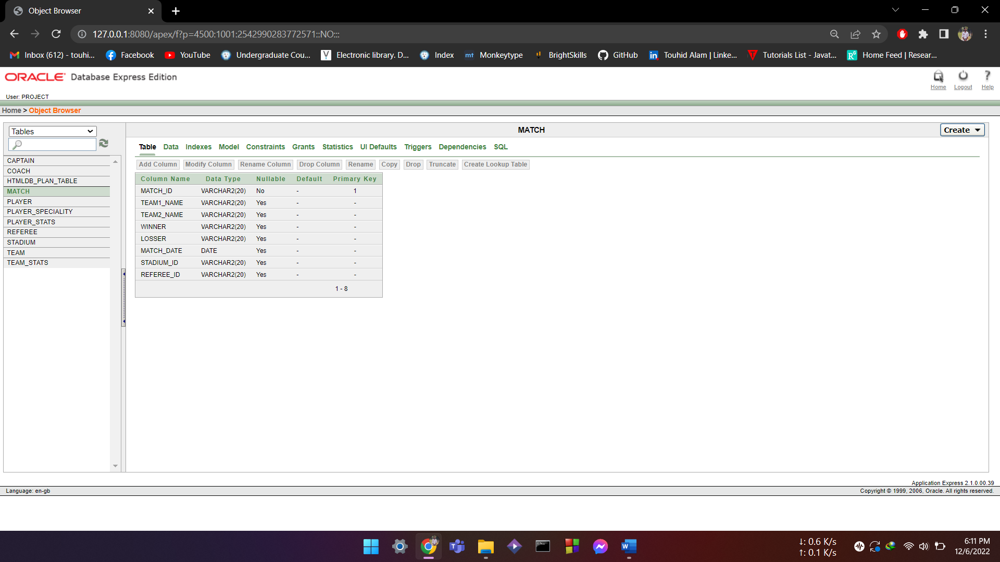 Object Browser
127.0.0.1:8080/apex/f?p=4500:1001:2542990283772571::NO:::
Inbox (612) - touhi... Facebook YouTube Undergraduate Cou... Electronic library. D... Index mt Monkeytype BrightSkills GitHub Touhid Alam | Linke... Tutorials List - Javat... Home Feed | Resear...
ORACLE Database Express Edition
Home Logout Help
User: PROJECT
Home > Object Browser
Tables
MATCH
Create
Table Data Indexes Model Constraints Grants Statistics UI Defaults Triggers Dependencies SQL
CAPTAIN
COACH
HTMLDB_PLAN_TABLE
MATCH
PLAYER
PLAYER_SPECIALITY
PLAYER_STATS
REFEREE
STADIUM
TEAM
TEAM_STATS
Add Column Modify Column Rename Column Drop Column Rename Copy Drop Truncate Create Lookup Table
Column Name Data Type Nullable Default Primary Key
MATCH_ID VARCHAR2(20) No - 1
TEAM1_NAME VARCHAR2(20) Yes - -
TEAM2_NAME VARCHAR2(20) Yes - -
WINNER VARCHAR2(20) Yes - -
LOSSER VARCHAR2(20) Yes - -
MATCH_DATE DATE Yes - -
STADIUM_ID VARCHAR2(20) Yes - -
REFEREE_ID VARCHAR2(20) Yes - -
1 - 8
Application Express 2.1.0.00.39
Language: en-gb
Copyright © 1999, 2006, Oracle. All rights reserved.
↓: 0.6 K/s
↑: 0.1 K/s
6:11 PM
12/6/2022